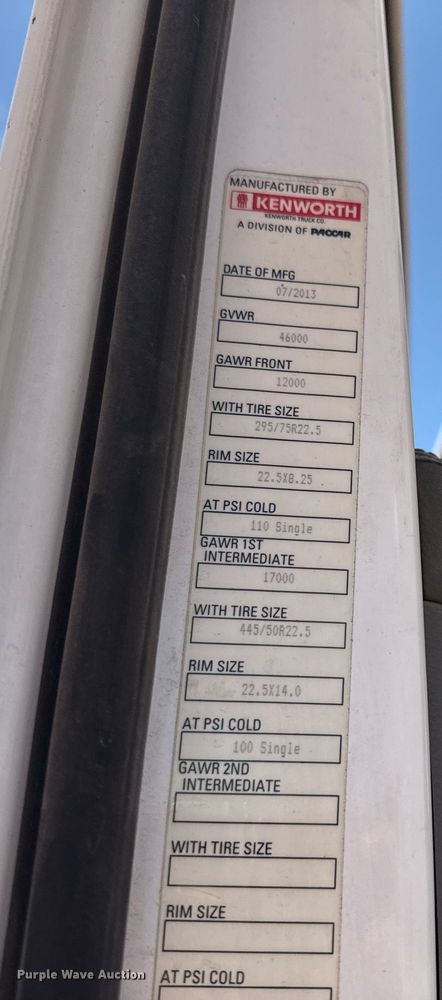 MANUFACTURED BY
KENWORTH
KENWORTH TRUCK CO.
A DIVISION OF PACCAR
DATE OF MFG
07/2013
GVWR
46000
GAWR FRONT
12000
WITH TIRE SIZE
295/75R22.5
RIM SIZE
22.5X8.25
AT PSI COLD
110 Single
GAWR 1ST
INTERMEDIATE
17000
WITH TIRE SIZE
445/50R22.5
RIM SIZE
22.5X14.0
AT PSI COLD
100 Single
GAWR 2ND
INTERMEDIATE
WITH TIRE SIZE
RIM SIZE
AT PSI COLD
Purple Wave Auction